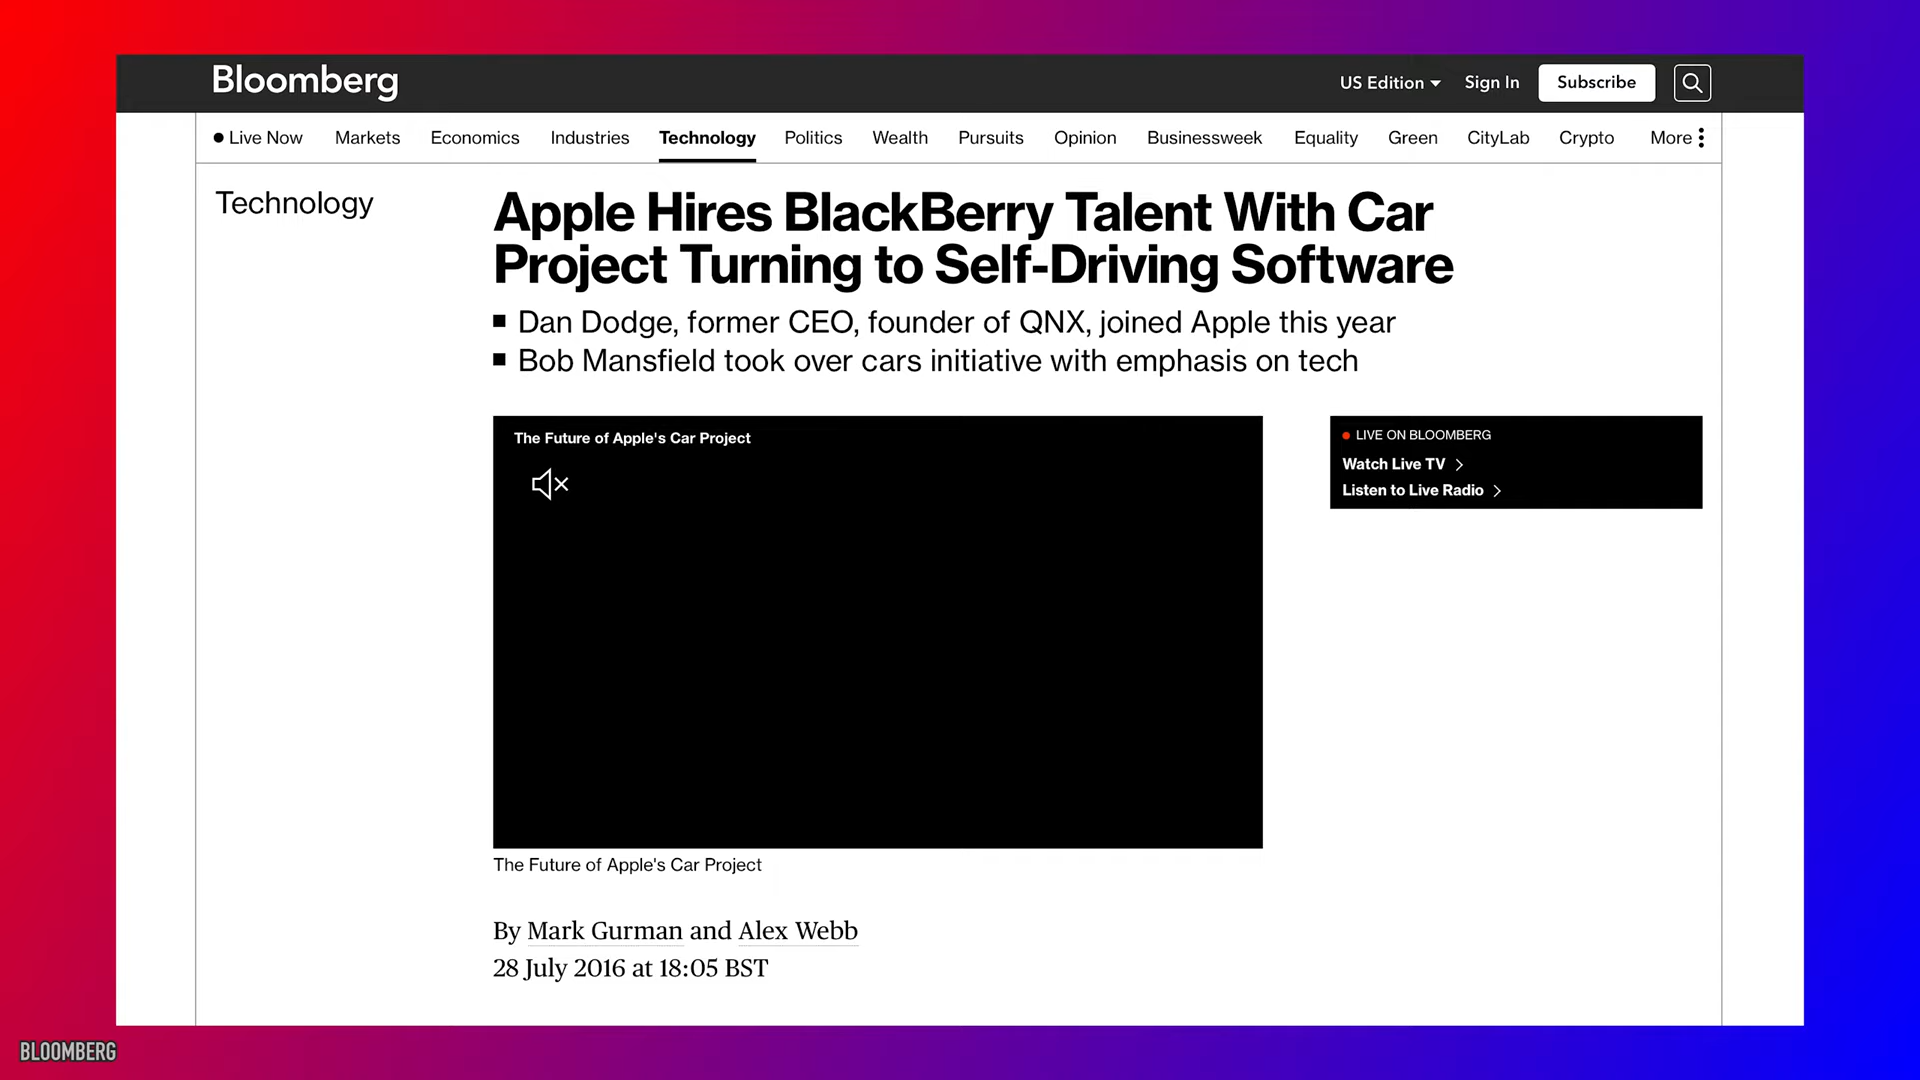 Bloomberg
US Edition
Sign In
Subscribe
Live Now
Markets
Economics
Industries
Technology
Politics
Wealth
Pursuits
Opinion
Businessweek
Equality
Green
CityLab
Crypto
More
Technology
Apple Hires BlackBerry Talent With Car
Project Turning to Self-Driving Software
Dan Dodge, former CEO, founder of QNX, joined Apple this year
Bob Mansfield took over cars initiative with emphasis on tech
The Future of Apple's Car Project
LIVE ON BLOOMBERG
Watch Live TV
Listen to Live Radio
The Future of Apple's Car Project
By Mark Gurman and Alex Webb
28 July 2016 at 18:05 BST
BLOOMBERG